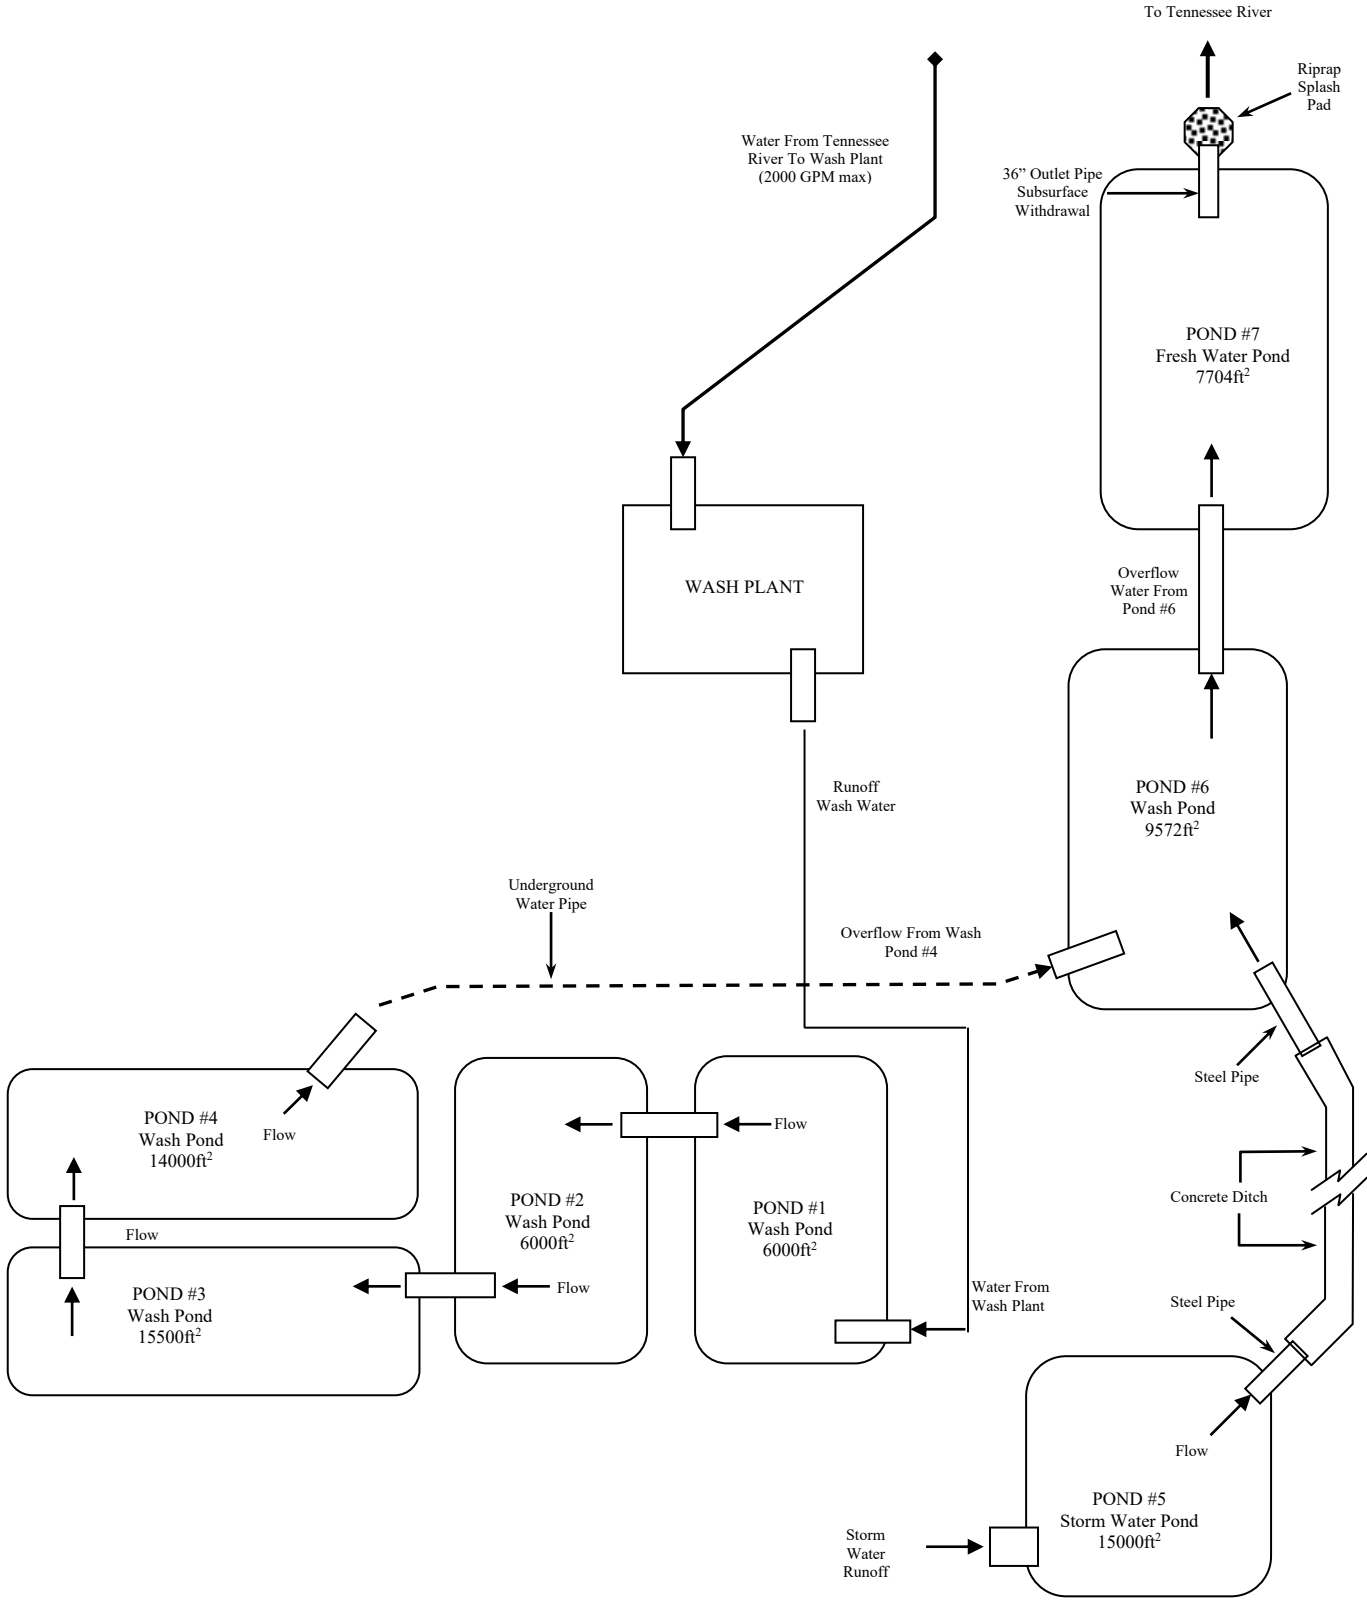 To Tennessee River
Riprap
Splash
Pad
Water From Tennessee
River To Wash Plant
(2000 GPM max)
36” Outlet Pipe
Subsurface
Withdrawal
POND #7
Fresh Water Pond
7704ft²
WASH PLANT
Overflow
Water From
Pond #6
Runoff
Wash Water
POND #6
Wash Pond
9572ft²
Underground
Water Pipe
Overflow From Wash
Pond #4
Steel Pipe
POND #4
Wash Pond
14000ft²
Flow
Flow
POND #2
Wash Pond
6000ft²
POND #1
Wash Pond
6000ft²
Concrete Ditch
Flow
POND #3
Wash Pond
15500ft²
Flow
Water From
Wash Plant
Steel Pipe
Flow
POND #5
Storm Water Pond
15000ft²
Storm
Water
Runoff